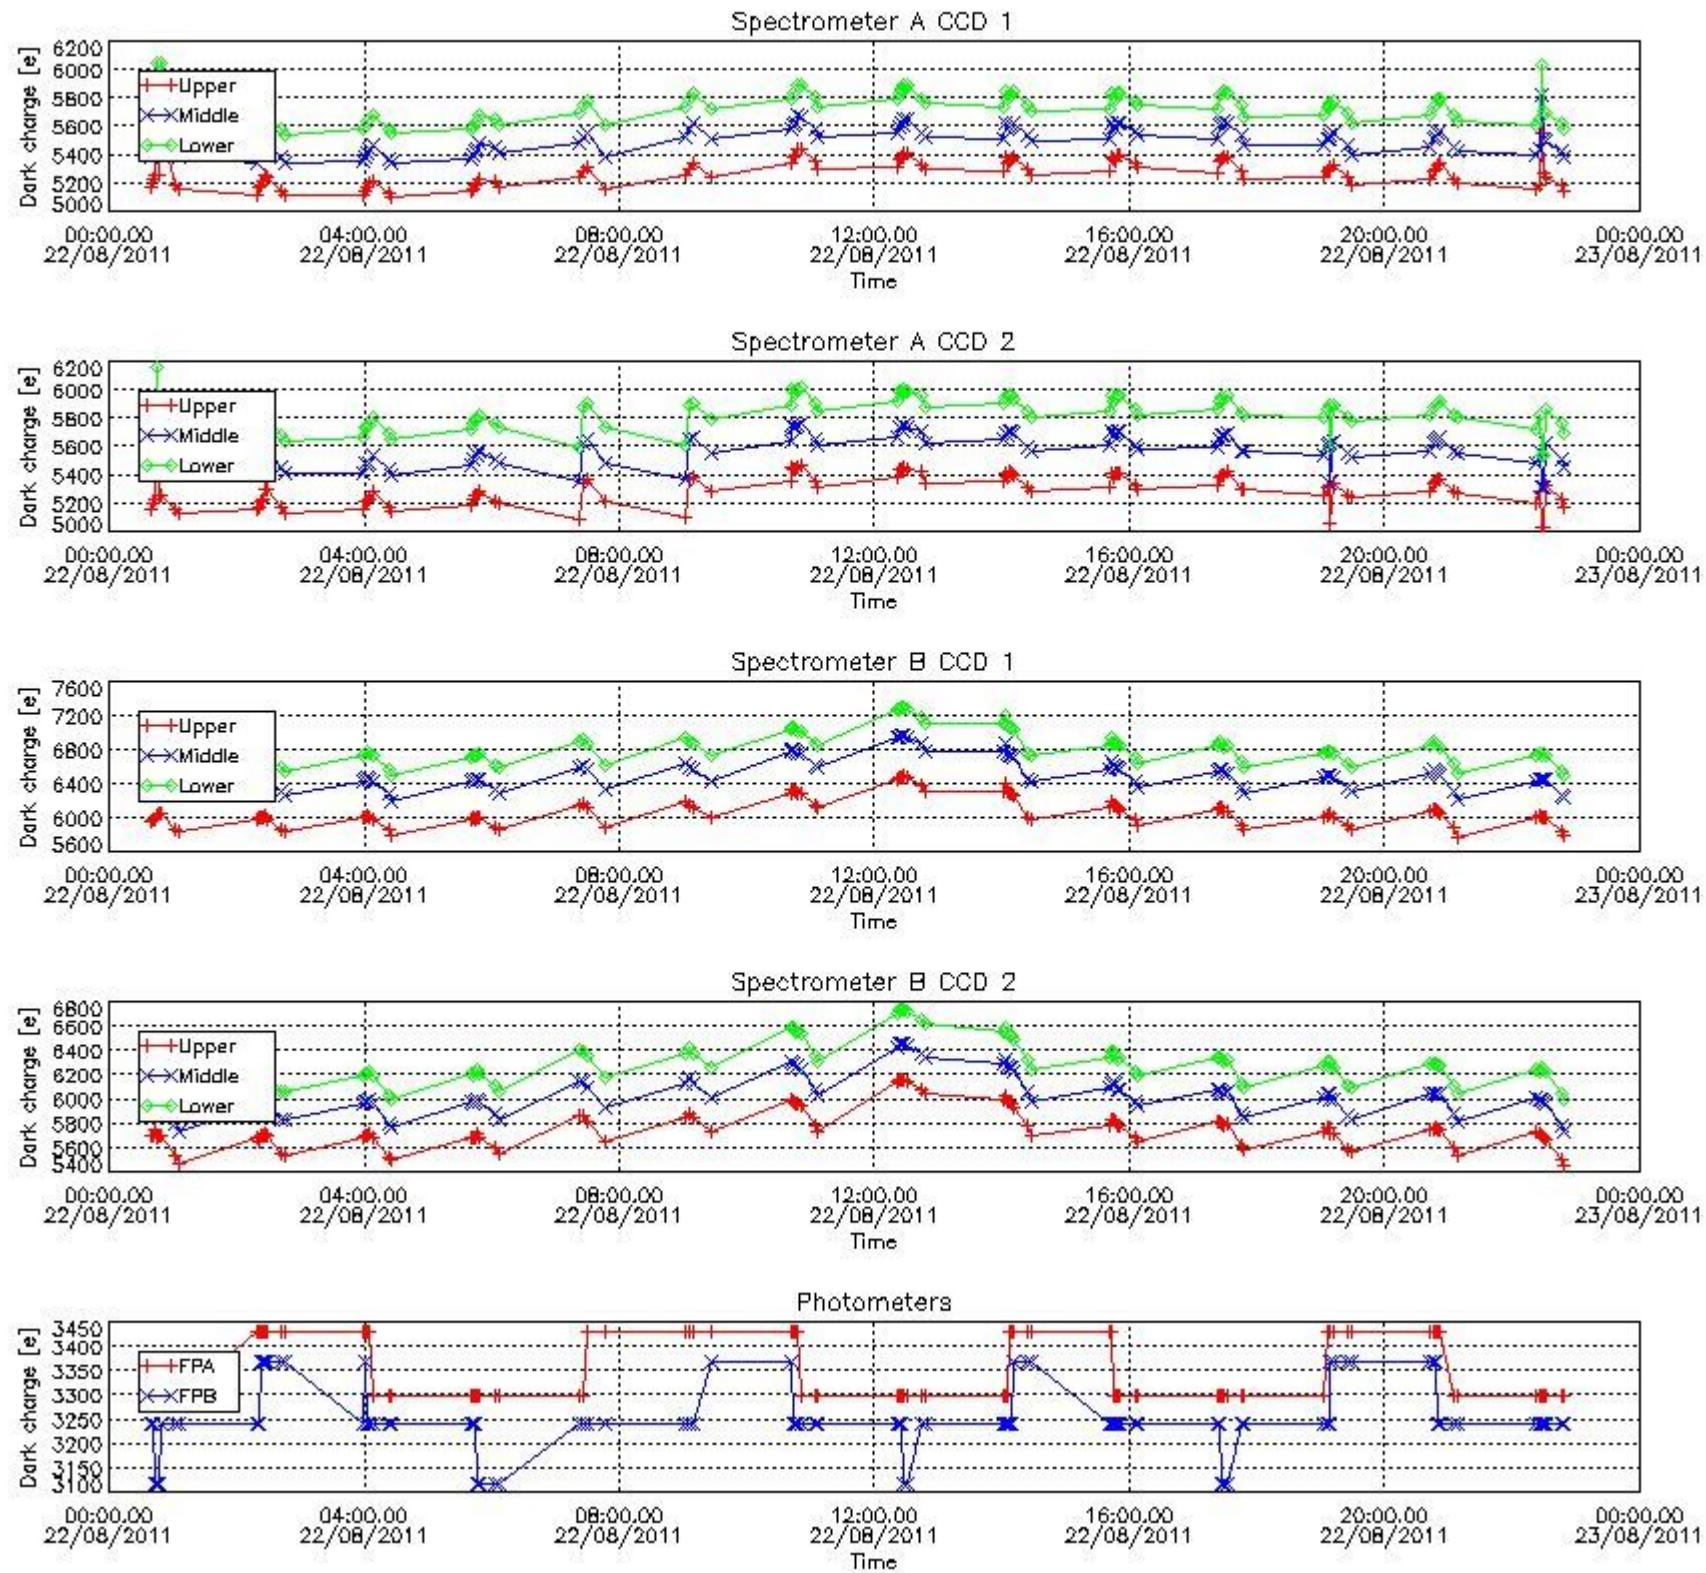 Spectrometer A CCD 1
Dark charge [e]
6200
6000
5800
5600
5400
5200
5000
Upper
Middle
Lower
00:00.00 04:00.00 08:00.00 12:00.00 16:00.00 20:00.00 00:00.00
22/08/2011 22/08/2011 22/08/2011 22/08/2011 22/08/2011 22/08/2011 23/08/2011
Time
Spectrometer A CCD 2
Dark charge [e]
6200
6000
5800
5600
5400
5200
5000
Upper
Middle
Lower
00:00.00 04:00.00 08:00.00 12:00.00 16:00.00 20:00.00 00:00.00
22/08/2011 22/08/2011 22/08/2011 22/08/2011 22/08/2011 22/08/2011 23/08/2011
Time
Spectrometer B CCD 1
Dark charge [e]
7600
7200
6800
6400
6000
5600
Upper
Middle
Lower
00:00.00 04:00.00 08:00.00 12:00.00 16:00.00 20:00.00 00:00.00
22/08/2011 22/08/2011 22/08/2011 22/08/2011 22/08/2011 22/08/2011 23/08/2011
Time
Spectrometer B CCD 2
Dark charge [e]
6800
6600
6400
6200
6000
5800
5600
5400
Upper
Middle
Lower
00:00.00 04:00.00 08:00.00 12:00.00 16:00.00 20:00.00 00:00.00
22/08/2011 22/08/2011 22/08/2011 22/08/2011 22/08/2011 22/08/2011 23/08/2011
Time
Photometers
Dark charge [e]
3450
3400
3350
3300
3250
3200
3150
3100
FPA
FPB
00:00.00 04:00.00 08:00.00 12:00.00 16:00.00 20:00.00 00:00.00
22/08/2011 22/08/2011 22/08/2011 22/08/2011 22/08/2011 22/08/2011 23/08/2011
Time